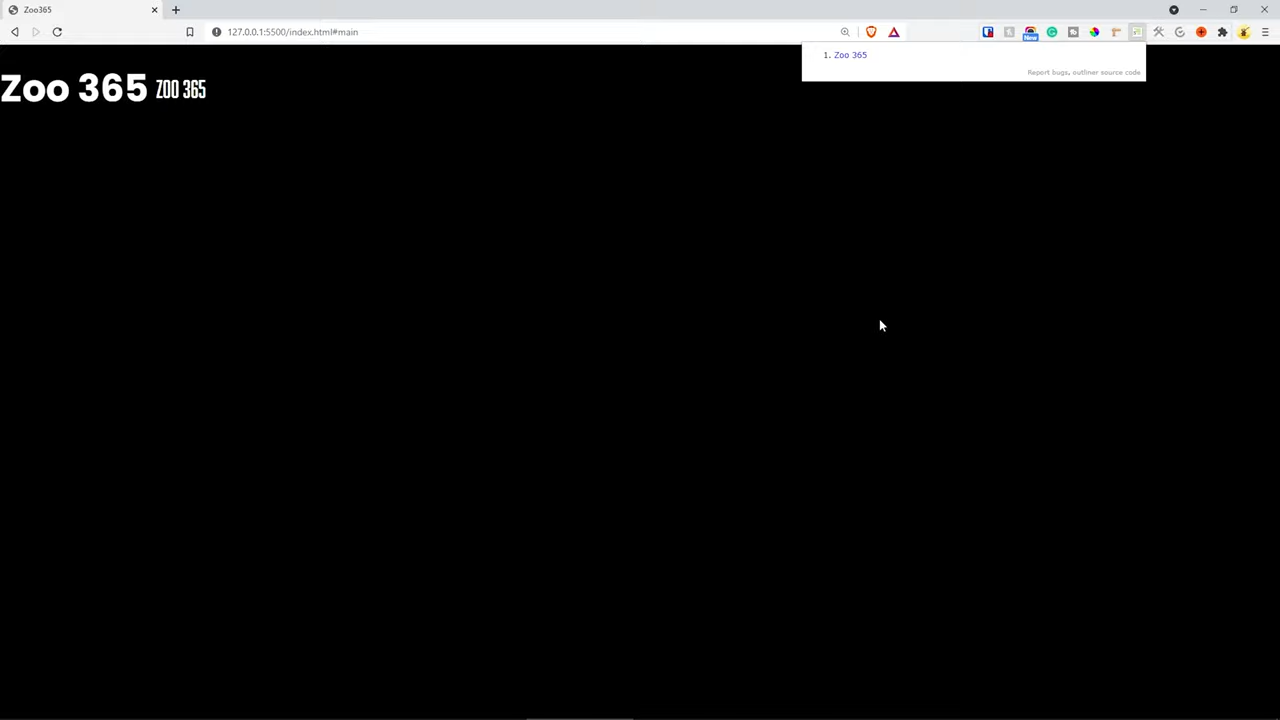 Zoo365
127.0.0.1:5500/index.html#main
New
1. Zoo 365
Report bugs, outliner source code
Zoo 365 ZOO 365